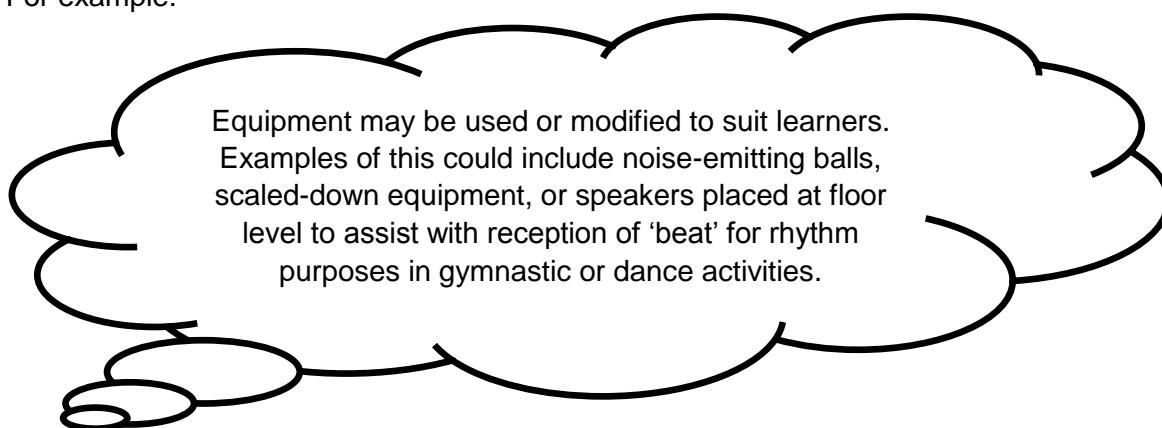 For example:
Equipment may be used or modified to suit learners.
Examples of this could include noise-emitting balls,
scaled-down equipment, or speakers placed at floor
level to assist with reception of ‘beat’ for rhythm
purposes in gymnastic or dance activities.